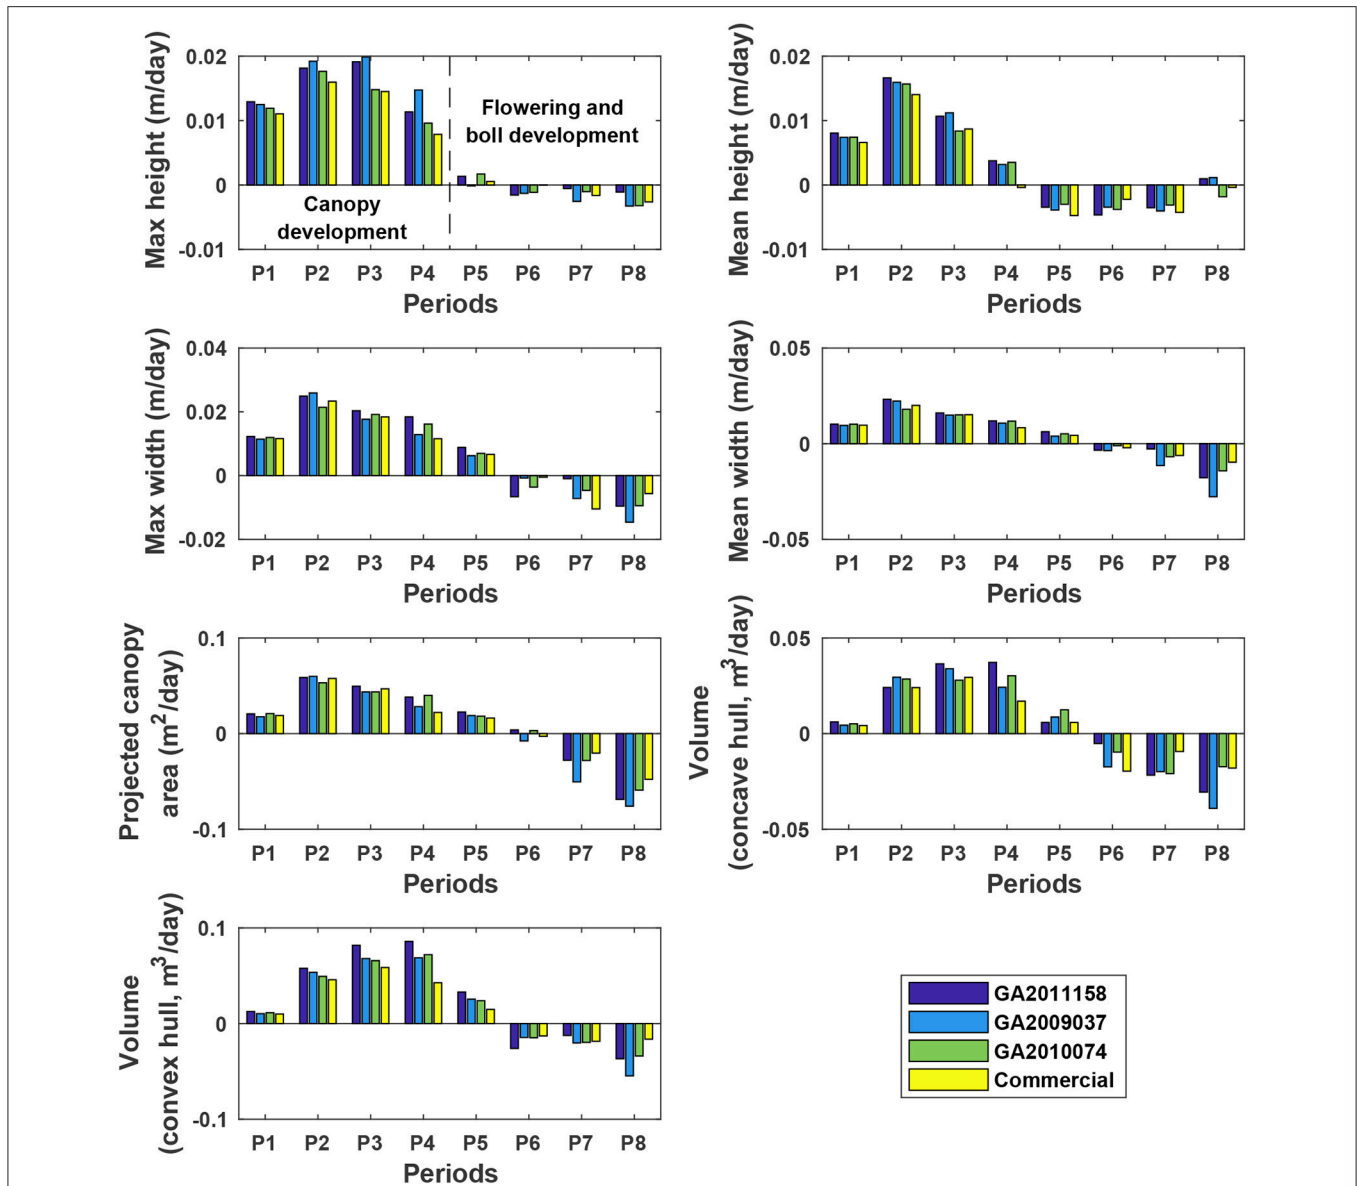 Max height (m/day)
0.02
0.01
0
-0.01
Flowering and
boll development
Canopy
development
P1 P2 P3 P4 P5 P6 P7 P8
Periods
Mean height (m/day)
0.02
0.01
0
-0.01
P1 P2 P3 P4 P5 P6 P7 P8
Periods
Max width (m/day)
0.04
0.02
0
-0.02
P1 P2 P3 P4 P5 P6 P7 P8
Periods
Mean width (m/day)
0.05
0
-0.05
P1 P2 P3 P4 P5 P6 P7 P8
Periods
Projected canopy
area (m²/day)
0.1
0
-0.1
P1 P2 P3 P4 P5 P6 P7 P8
Periods
Volume
(concave hull, m³/day)
0.05
0
-0.05
P1 P2 P3 P4 P5 P6 P7 P8
Periods
Volume
(convex hull, m³/day)
0.1
0
-0.1
P1 P2 P3 P4 P5 P6 P7 P8
Periods
GA2011158
GA2009037
GA2010074
Commercial